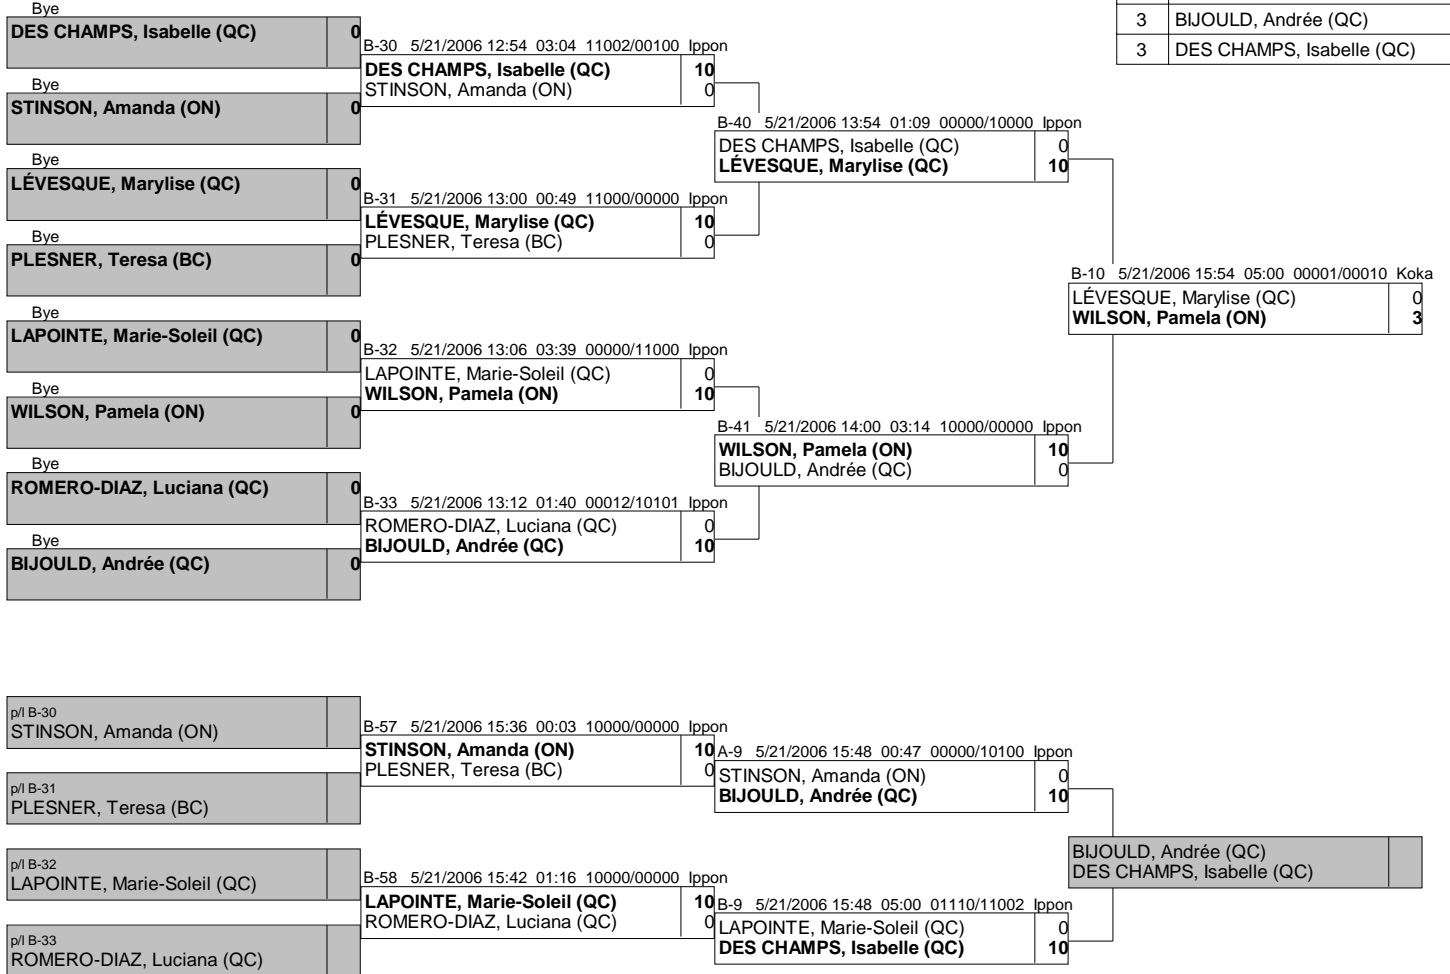 3 BIJOULD, Andrée (QC)
3 DES CHAMPS, Isabelle (QC)
Bye
DES CHAMPS, Isabelle (QC) 0
Bye
STINSON, Amanda (ON) 0
Bye
LÉVESQUE, Marylise (QC) 0
Bye
PLESNER, Teresa (BC) 0
Bye
LAPOINTE, Marie-Soleil (QC) 0
Bye
WILSON, Pamela (ON) 0
Bye
ROMERO-DIAZ, Luciana (QC) 0
Bye
BIJOULD, Andrée (QC) 0
B-30 5/21/2006 12:54 03:04 11002/00100 Ippon
DES CHAMPS, Isabelle (QC) 10
STINSON, Amanda (ON) 0
B-31 5/21/2006 13:00 00:49 11000/00000 Ippon
LÉVESQUE, Marylise (QC) 10
PLESNER, Teresa (BC) 0
B-32 5/21/2006 13:06 03:39 00000/11000 Ippon
LAPOINTE, Marie-Soleil (QC) 0
WILSON, Pamela (ON) 10
B-33 5/21/2006 13:12 01:40 00012/10101 Ippon
ROMERO-DIAZ, Luciana (QC) 0
BIJOULD, Andrée (QC) 10
B-40 5/21/2006 13:54 01:09 00000/10000 Ippon
DES CHAMPS, Isabelle (QC) 0
LÉVESQUE, Marylise (QC) 10
B-41 5/21/2006 14:00 03:14 10000/00000 Ippon
WILSON, Pamela (ON) 10
BIJOULD, Andrée (QC) 0
B-10 5/21/2006 15:54 05:00 00001/00010 Koka
LÉVESQUE, Marylise (QC) 0
WILSON, Pamela (ON) 3
p/l B-30
STINSON, Amanda (ON)
p/l B-31
PLESNER, Teresa (BC)
p/l B-32
LAPOINTE, Marie-Soleil (QC)
p/l B-33
ROMERO-DIAZ, Luciana (QC)
B-57 5/21/2006 15:36 00:03 10000/00000 Ippon
STINSON, Amanda (ON) 10
PLESNER, Teresa (BC) 0
B-58 5/21/2006 15:42 01:16 10000/00000 Ippon
LAPOINTE, Marie-Soleil (QC) 10
ROMERO-DIAZ, Luciana (QC) 0
A-9 5/21/2006 15:48 00:47 00000/10100 Ippon
STINSON, Amanda (ON) 0
BIJOULD, Andrée (QC) 10
B-9 5/21/2006 15:48 05:00 01110/11002 Ippon
LAPOINTE, Marie-Soleil (QC) 0
DES CHAMPS, Isabelle (QC) 10
BIJOULD, Andrée (QC)
DES CHAMPS, Isabelle (QC)